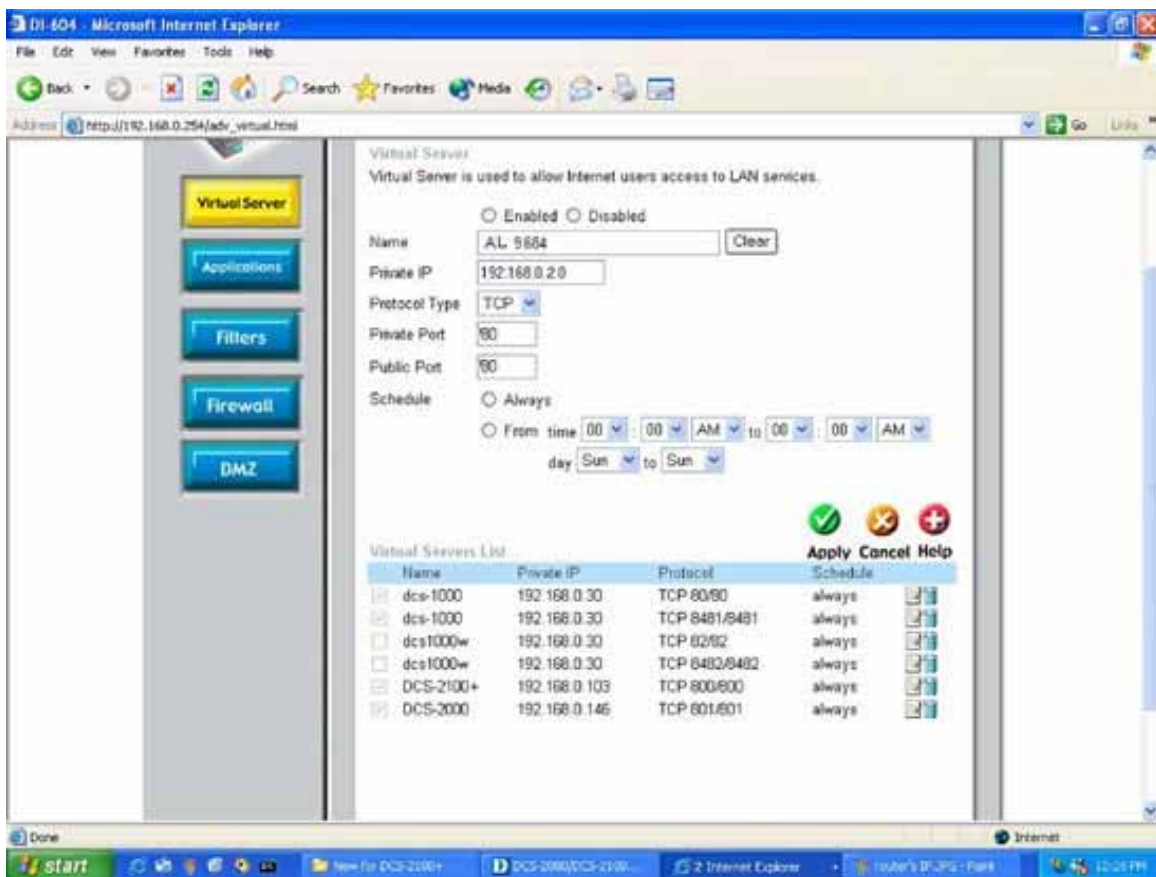 DI-604 - Microsoft Internet Explorer
File Edit View Favorites Tools Help
Back Search Favorites Media
Address http://192.168.0.254/adv_virtual.html Go Links
Virtual Server
Virtual Server is used to allow Internet users access to LAN services.
Virtual Server
Enabled Disabled
Name AL 9684 Clear
Applications
Private IP 192.168.0.20
Protocol Type TCP
Filters
Private Port 80
Public Port 80
Firewall
Schedule Always
From time 00 : 00 AM to 00 : 00 AM
DMZ
day Sun to Sun
Apply Cancel Help
Virtual Servers List
Name Private IP Protocol Schedule
dcs-1000 192.168.0.30 TCP 80/80 always
dcs-1000 192.168.0.30 TCP 8481/8481 always
dcs1000w 192.168.0.30 TCP 82/82 always
dcs1000w 192.168.0.30 TCP 8482/8482 always
DCS-2100+ 192.168.0.103 TCP 800/800 always
DCS-2000 192.168.0.146 TCP 801/801 always
Done Internet
start New for DCS-2100+ 2 Internet Explorer 12:26 PM